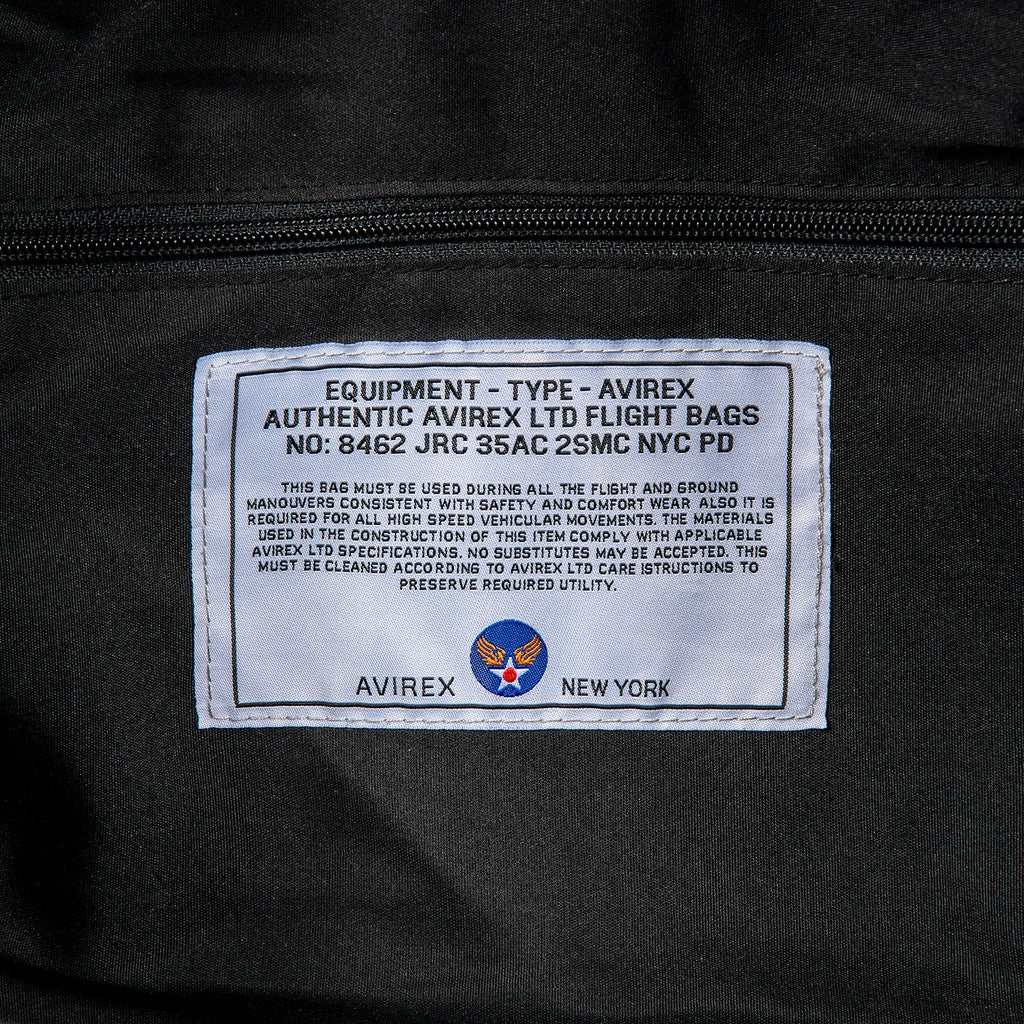 EQUIPMENT - TYPE - AVIREX
AUTHENTIC AVIREX LTD FLIGHT BAGS
NO: 8462 JRC 35AC 2SMC NYC PD
THIS BAG MUST BE USED DURING ALL THE FLIGHT AND GROUND
MANOUVERS CONSISTENT WITH SAFETY AND COMFORT WEAR ALSO IT IS
REQUIRED FOR ALL HIGH SPEED VEHICULAR MOVEMENTS. THE MATERIALS
USED IN THE CONSTRUCTION OF THIS ITEM COMPLY WITH APPLICABLE
AVIREX LTD SPECIFICATIONS. NO SUBSTITUTES MAY BE ACCEPTED. THIS
MUST BE CLEANED ACCORDING TO AVIREX LTD CARE ISTRUCTIONS TO
PRESERVE REQUIRED UTILITY.
AVIREX NEW YORK